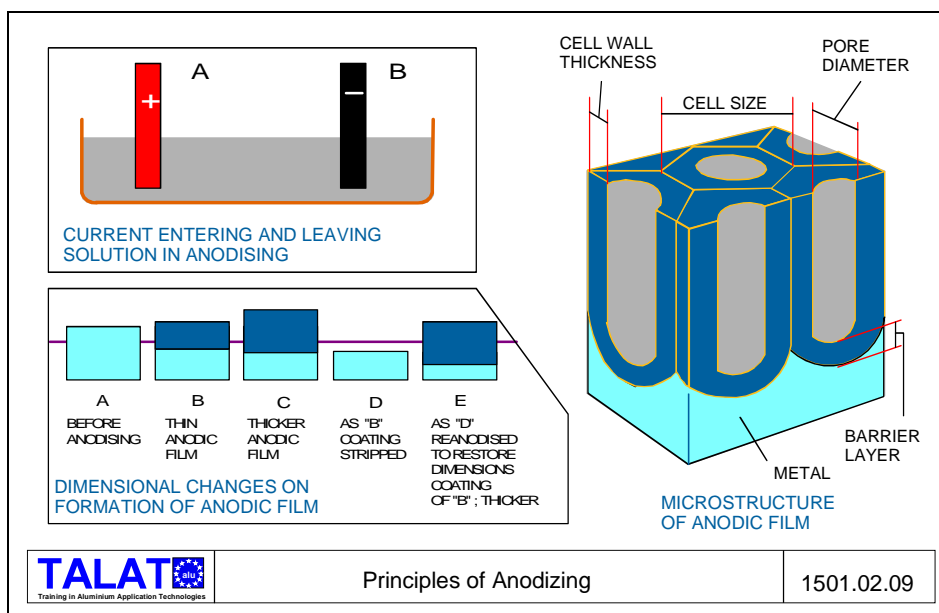 A
B
+
–
CURRENT ENTERING AND LEAVING
SOLUTION IN ANODISING
A
BEFORE
ANODISING
B
THIN
ANODIC
FILM
C
THICKER
ANODIC
FILM
D
AS "B"
COATING
STRIPPED
E
AS "D"
REANODISED
TO RESTORE
DIMENSIONS
COATING
OF "B" ; THICKER
DIMENSIONAL CHANGES ON
FORMATION OF ANODIC FILM
CELL WALL
THICKNESS
CELL SIZE
PORE
DIAMETER
BARRIER
LAYER
METAL
MICROSTRUCTURE
OF ANODIC FILM
TALAT
alu
Training in Aluminium Application Technologies
Principles of Anodizing
1501.02.09